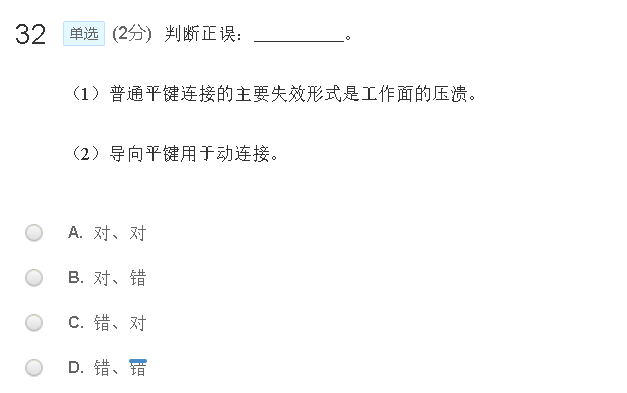 32 单选 (2分) 判断正误：__________。
（1）普通平键连接的主要失效形式是工作面的压溃。
（2）导向平键用于动连接。
A. 对、对
B. 对、错
C. 错、对
D. 错、错